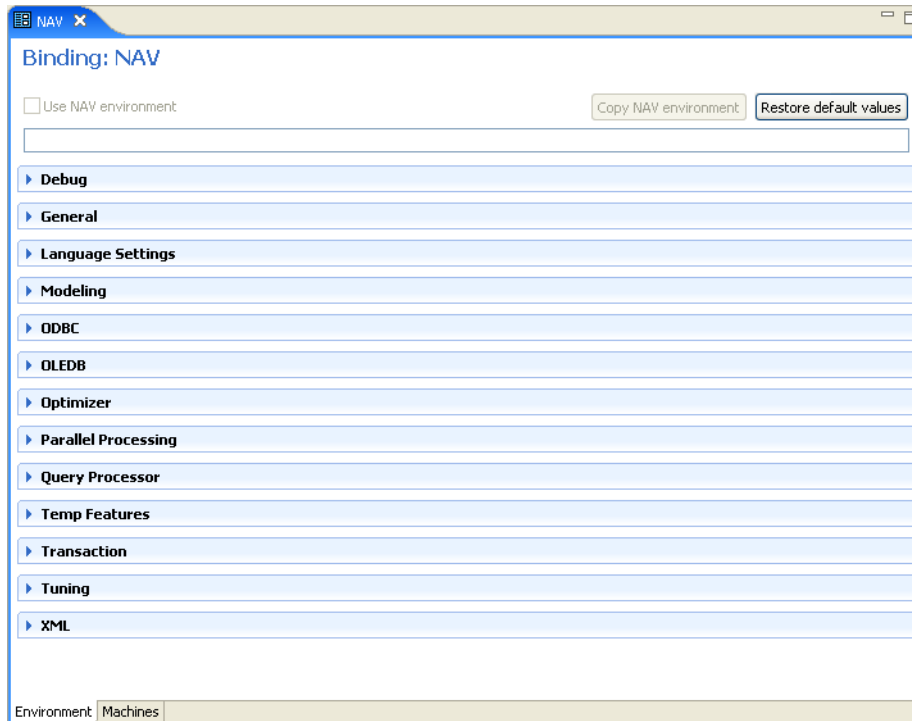 NAV
Binding: NAV
Use NAV environment Copy NAV environment Restore default values
Debug
General
Language Settings
Modeling
ODBC
OLEDB
Optimizer
Parallel Processing
Query Processor
Temp Features
Transaction
Tuning
XML
Environment Machines